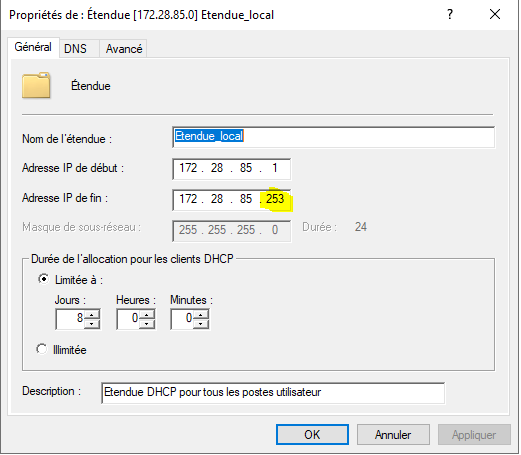 Propriétés de : Étendue [172.28.85.0] Etendue_local
Général DNS Avancé
Étendue
Nom de l'étendue : Etendue_local
Adresse IP de début : 172 . 28 . 85 . 1
Adresse IP de fin : 172 . 28 . 85 . 253
Masque de sous-réseau : 255 . 255 . 255 . 0 Durée : 24
Durée de l'allocation pour les clients DHCP
Limitée à :
Jours : Heures : Minutes :
8 0 0
Illimitée
Description : Etendue DHCP pour tous les postes utilisateur
OK Annuler Appliquer